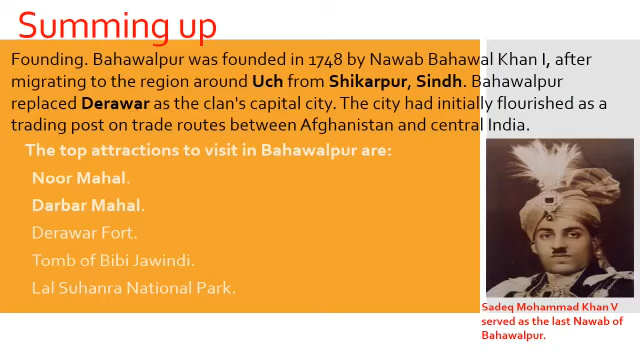 Summing up
Founding. Bahawalpur was founded in 1748 by Nawab Bahawal Khan I, after
migrating to the region around Uch from Shikarpur, Sindh. Bahawalpur
replaced Derawar as the clan's capital city. The city had initially flourished as a
trading post on trade routes between Afghanistan and central India.
The top attractions to visit in Bahawalpur are:
Noor Mahal.
Darbar Mahal.
Derawar Fort.
Tomb of Bibi Jawindi.
Lal Suhanra National Park.
Sadeq Mohammad Khan V
served as the last Nawab of
Bahawalpur.